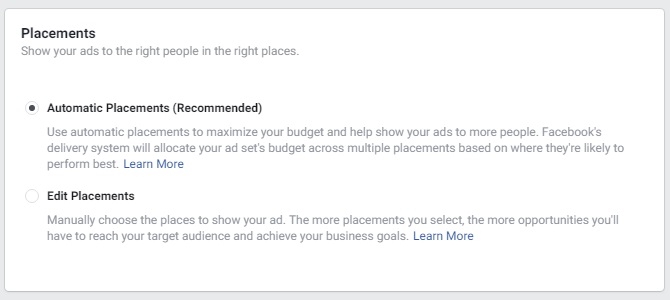 Placements
Show your ads to the right people in the right places.
Automatic Placements (Recommended)
Use automatic placements to maximize your budget and help show your ads to more people. Facebook's
delivery system will allocate your ad set's budget across multiple placements based on where they're likely to
perform best. Learn More
Edit Placements
Manually choose the places to show your ad. The more placements you select, the more opportunities you'll
have to reach your target audience and achieve your business goals. Learn More